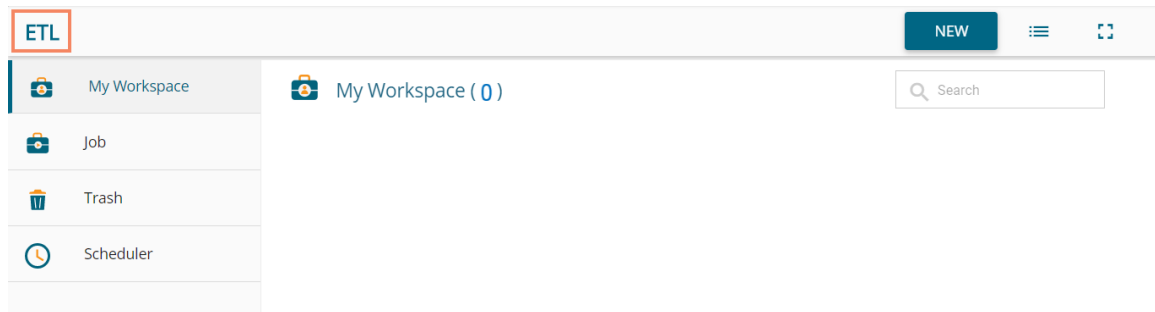 ETL
NEW
My Workspace
My Workspace ( 0 )
Search
Job
Trash
Scheduler